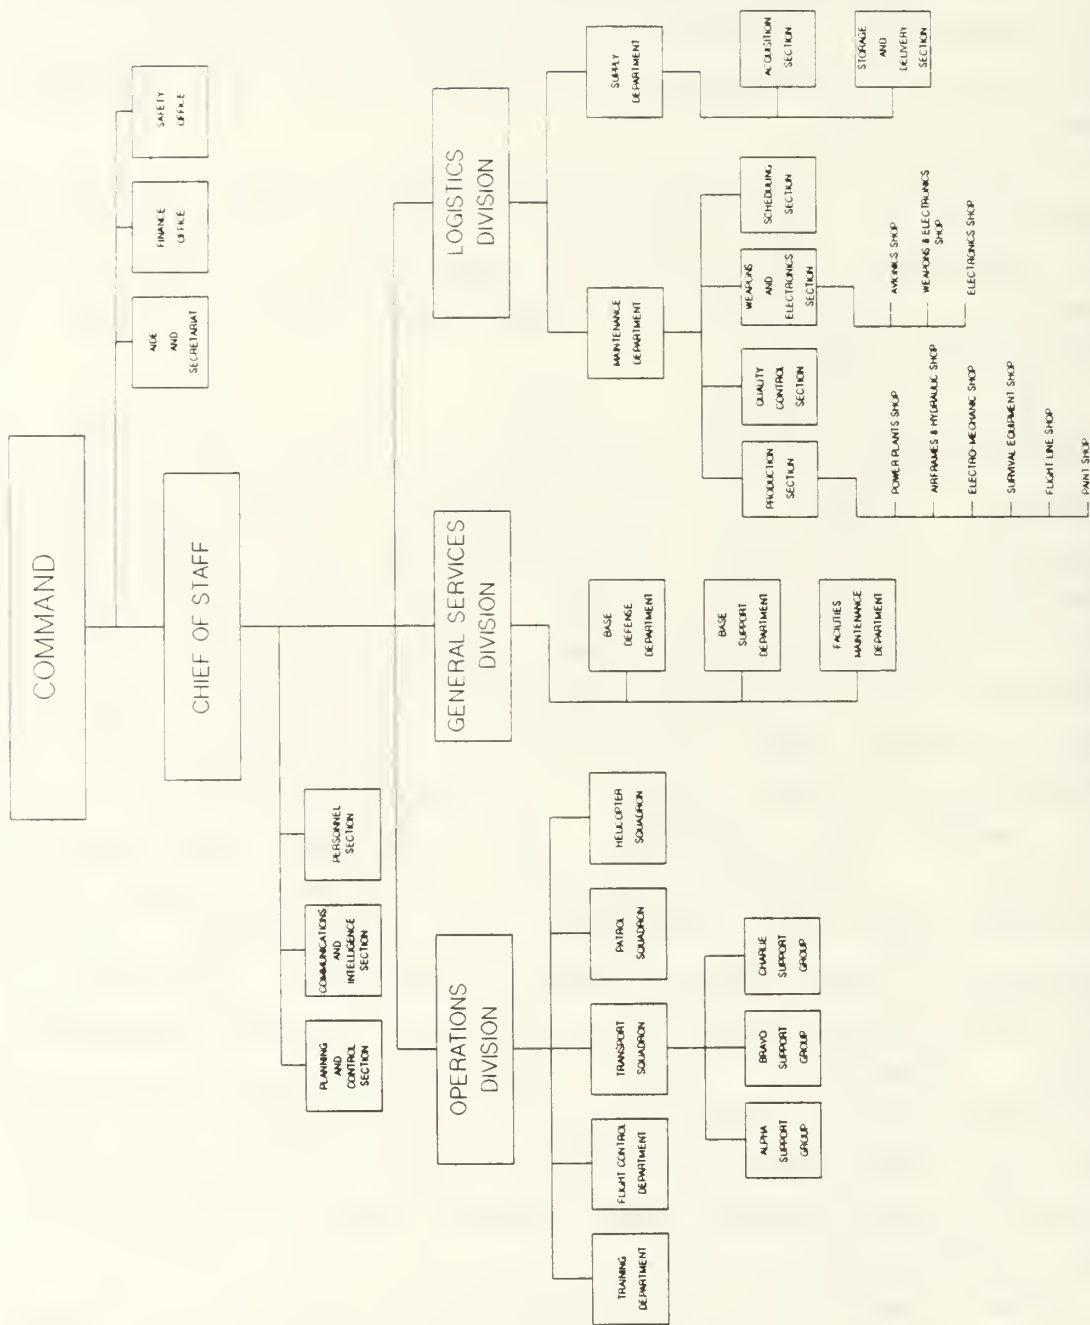 COMMAND
AIDE
AND
SECRETARIAT
FINANCE
OFFICE
SAFETY
OFFICE
CHIEF OF STAFF
PLANNING
AND
CONTROL
SECTION
COMMUNICATIONS
AND
INTELLIGENCE
SECTION
PERSONNEL
SECTION
OPERATIONS
DIVISION
GENERAL SERVICES
DIVISION
LOGISTICS
DIVISION
TRAINING
DEPARTMENT
FLIGHT CONTROL
DEPARTMENT
TRANSPORT
SQUADRON
PATROL
SQUADRON
HELICOPTER
SQUADRON
ALPHA
SUPPORT
GROUP
BRAVO
SUPPORT
GROUP
CHARLIE
SUPPORT
GROUP
BASE
DEFENSE
DEPARTMENT
BASE
SUPPORT
DEPARTMENT
FACILITIES
MAINTENANCE
DEPARTMENT
MAINTENANCE
DEPARTMENT
SUPPLY
DEPARTMENT
PRODUCTION
SECTION
QUALITY
CONTROL
SECTION
WEAPONS
AND
ELECTRONICS
SECTION
SCHEDULING
SECTION
ACQUISITION
SECTION
STORAGE
AND
DELIVERY
SECTION
POWER PLANTS SHOP
AIRFRAMES & HYDRAULIC SHOP
ELECTRO-MECHANIC SHOP
SURVIVAL EQUIPMENT SHOP
FLIGHT LINE SHOP
PAINT SHOP
AVIONICS SHOP
WEAPONS & ELECTRONICS
SHOP
ELECTRONICS SHOP